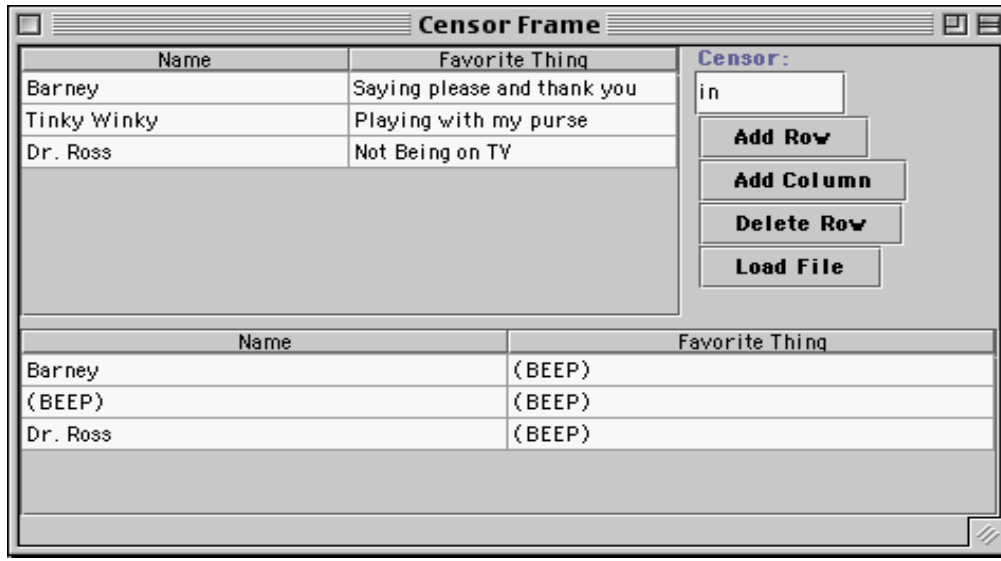 Censor Frame
Name Favorite Thing
Barney Saying please and thank you
Tinky Winky Playing with my purse
Dr. Ross Not Being on TV
Censor:
in
Add Row
Add Column
Delete Row
Load File
Name Favorite Thing
Barney (BEEP)
(BEEP) (BEEP)
Dr. Ross (BEEP)